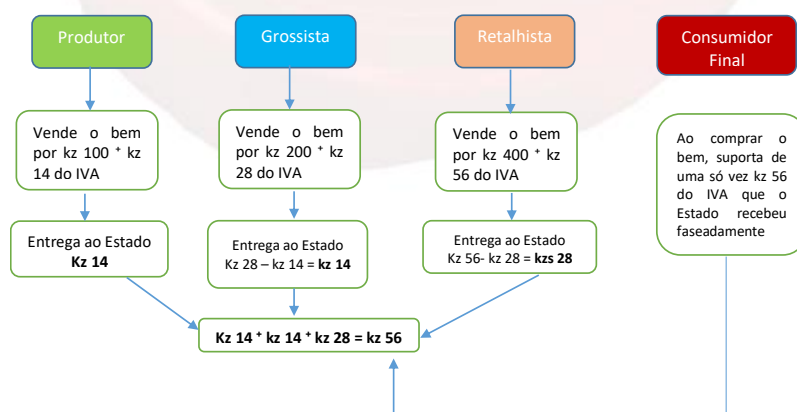 Produtor
Grossista
Retalhista
Consumidor
Final
Vende o bem
por kz 100 + kz
14 do IVA
Vende o bem
por kz 200 + kz
28 do IVA
Vende o bem
por kz 400 + kz
56 do IVA
Ao comprar o
bem, suporta de
uma só vez kz 56
do IVA que o
Estado recebeu
faseadamente
Entrega ao Estado
Kz 14
Entrega ao Estado
Kz 28 – kz 14 = kz 14
Entrega ao Estado
Kz 56- kz 28 = kzs 28
Kz 14 + kz 14 + kz 28 = kz 56